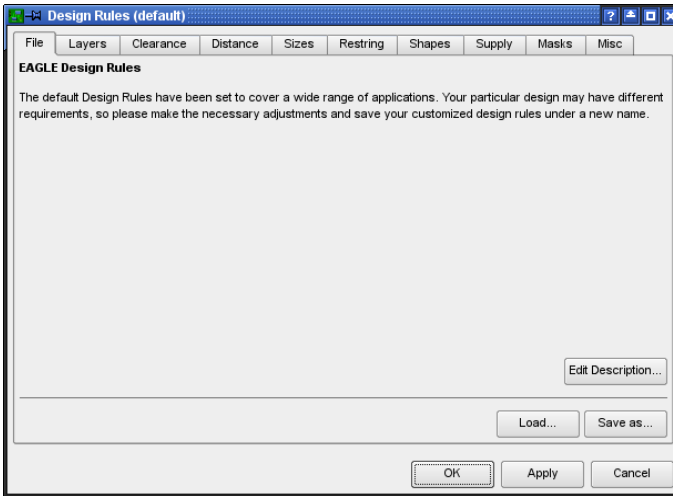 Design Rules (default)
File Layers Clearance Distance Sizes Restring Shapes Supply Masks Misc
EAGLE Design Rules
The default Design Rules have been set to cover a wide range of applications. Your particular design may have different
requirements, so please make the necessary adjustments and save your customized design rules under a new name.
Edit Description...
Load... Save as...
OK Apply Cancel